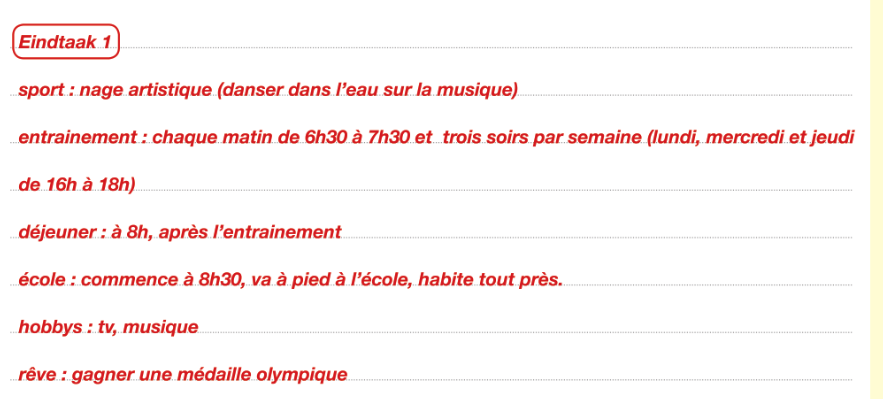 Eindtaak 1
sport : nage artistique (danser dans l’eau sur la musique)
entrainement : chaque matin de 6h30 à 7h30 et trois soirs par semaine (lundi, mercredi et jeudi
de 16h à 18h)
déjeuner : à 8h, après l’entrainement
école : commence à 8h30, va à pied à l’école, habite tout près.
hobbys : tv, musique
rêve : gagner une médaille olympique